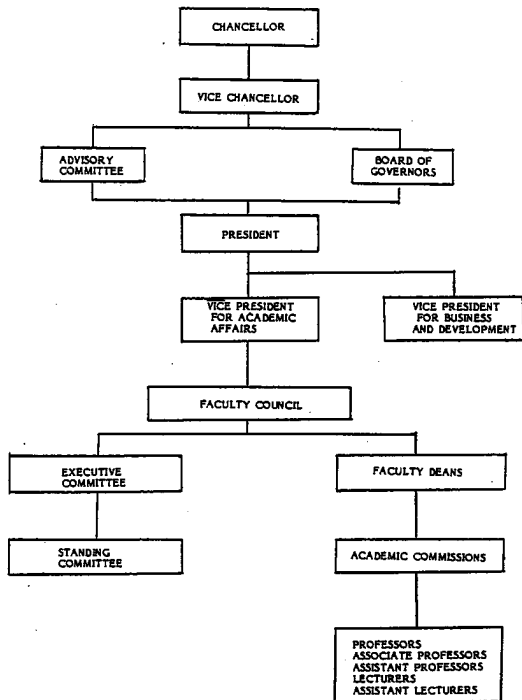 CHANCELLOR
VICE CHANCELLOR
ADVISORY
COMMITTEE
BOARD OF
GOVERNORS
PRESIDENT
VICE PRESIDENT
FOR ACADEMIC
AFFAIRS
VICE PRESIDENT
FOR BUSINESS
AND DEVELOPMENT
FACULTY COUNCIL
EXECUTIVE
COMMITTEE
FACULTY DEANS
STANDING
COMMITTEE
ACADEMIC COMMISSIONS
PROFESSORS
ASSOCIATE PROFESSORS
ASSISTANT PROFESSORS
LECTURERS
ASSISTANT LECTURERS